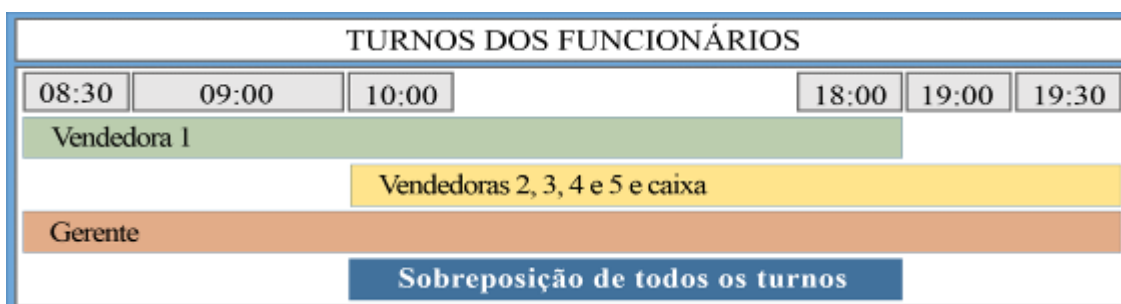 TURNOS DOS FUNCIONÁRIOS
08:30 09:00 10:00 18:00 19:00 19:30
Vendedora 1
Vendedoras 2, 3, 4 e 5 e caixa
Gerente
Sobreposição de todos os turnos